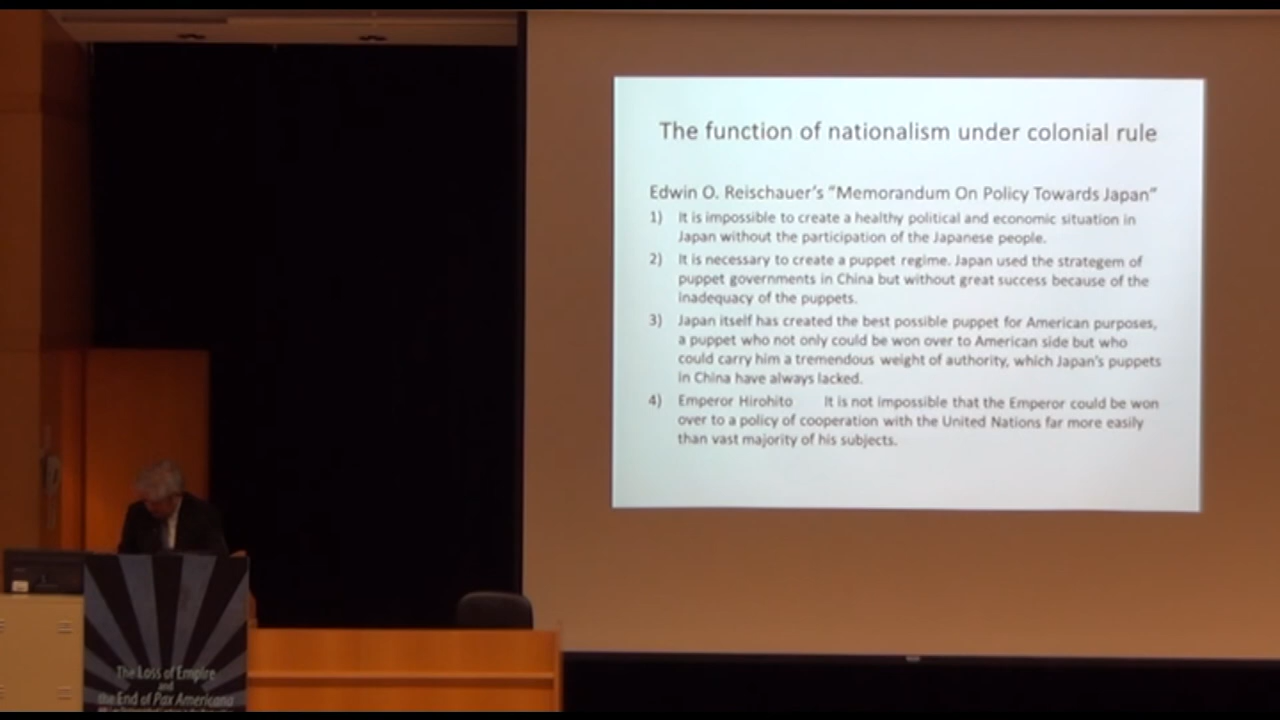 The function of nationalism under colonial rule
Edwin O. Reischauer's "Memorandum On Policy Towards Japan"
1) It is impossible to create a healthy political and economic situation in
Japan without the participation of the Japanese people.
2) It is necessary to create a puppet regime. Japan used the strategem of
puppet governments in China but without great success because of the
inadequacy of the puppets.
3) Japan itself has created the best possible puppet for American purposes,
a puppet who not only could be won over to American side but who
could carry him a tremendous weight of authority, which Japan's puppets
in China have always lacked.
4) Emperor Hirohito It is not impossible that the Emperor could be won
over to a policy of cooperation with the United Nations far more easily
than vast majority of his subjects.
The Loss of Empire
and
the End of Pax Americana